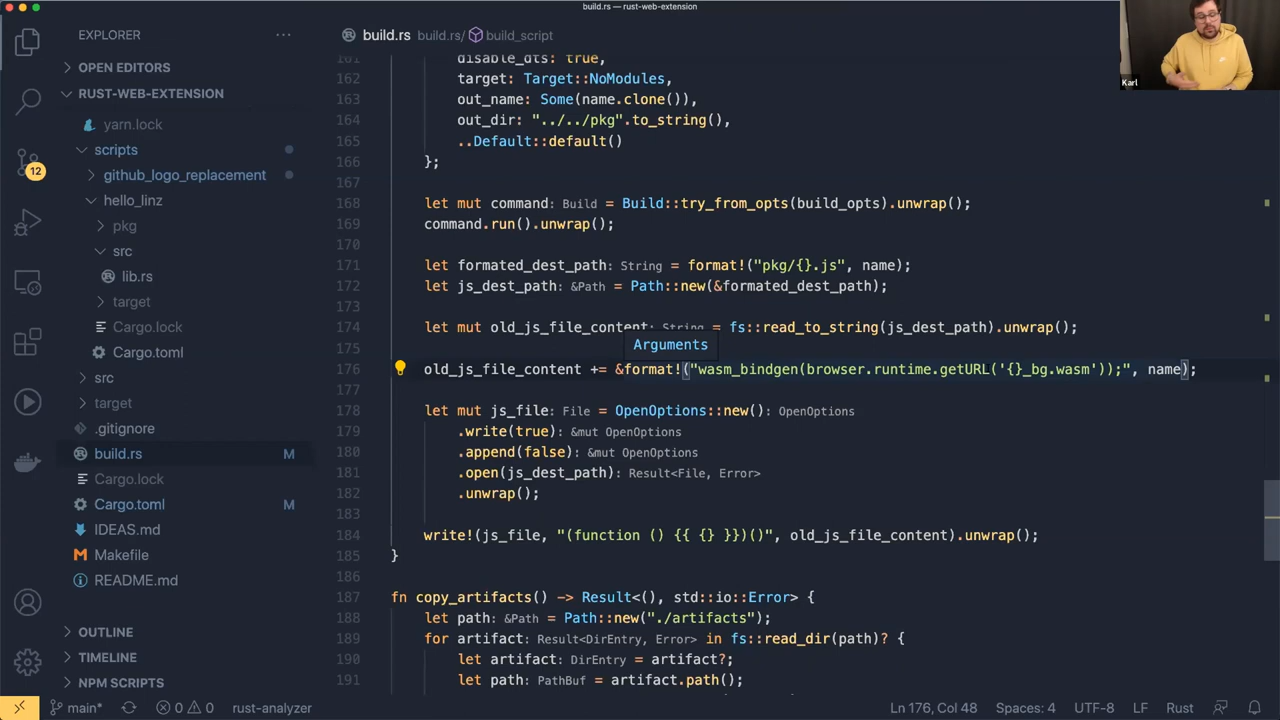 build.rs — rust-web-extension
EXPLORER
OPEN EDITORS
RUST-WEB-EXTENSION
yarn.lock
scripts
github_logo_replacement
hello_linz
pkg
src
lib.rs
target
Cargo.lock
Cargo.toml
src
target
.gitignore
build.rs M
Cargo.lock
Cargo.toml M
IDEAS.md
Makefile
README.md
OUTLINE
TIMELINE
NPM SCRIPTS
12
build.rs build.rs/ build_script
Karl
161 disable_dts: true,
162 target: Target::NoModules,
163 out_name: Some(name.clone()),
164 out_dir: "../../pkg".to_string(),
165 ..Default::default()
166 };
167
168 let mut command: Build = Build::try_from_opts(build_opts).unwrap();
169 command.run().unwrap();
170
171 let formated_dest_path: String = format!("pkg/{}.js", name);
172 let js_dest_path: &Path = Path::new(&formated_dest_path);
173
174 let mut old_js_file_content: String = fs::read_to_string(js_dest_path).unwrap();
Arguments
175
176 old_js_file_content += &format!("wasm_bindgen(browser.runtime.getURL('{}_bg.wasm'));", name);
177
178 let mut js_file: File = OpenOptions::new(): OpenOptions
179 .write(true): &mut OpenOptions
180 .append(false): &mut OpenOptions
181 .open(js_dest_path): Result<File, Error>
182 .unwrap();
183
184 write!(js_file, "(function () {{ {} }})()", old_js_file_content).unwrap();
185 }
186
187 fn copy_artifacts() -> Result<(), std::io::Error> {
188 let path: &Path = Path::new("./artifacts");
189 for artifact: Result<DirEntry, Error> in fs::read_dir(path)? {
190 let artifact: DirEntry = artifact?;
191 let path: PathBuf = artifact.path();
main* 0 0 rust-analyzer Ln 176, Col 48 Spaces: 4 UTF-8 LF Rust